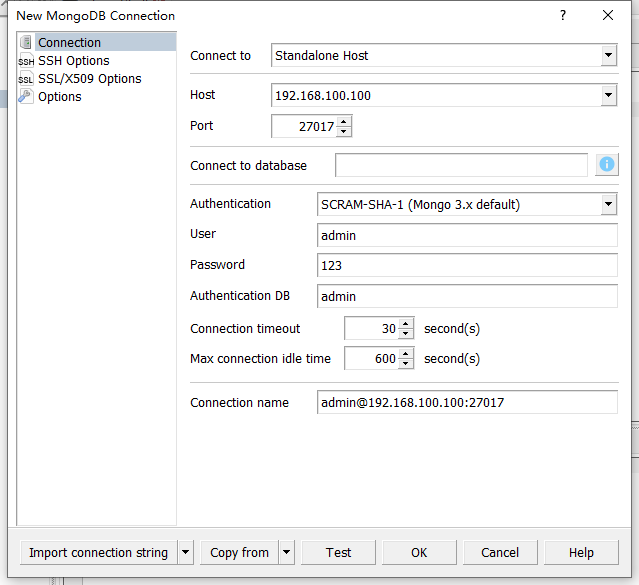 New MongoDB Connection
?
Connection
SSH SSH Options
SSL SSL/X509 Options
Options
Connect to Standalone Host
Host 192.168.100.100
Port 27017
Connect to database
Authentication SCRAM-SHA-1 (Mongo 3.x default)
User admin
Password 123
Authentication DB admin
Connection timeout 30 second(s)
Max connection idle time 600 second(s)
Connection name admin@192.168.100.100:27017
Import connection string Copy from Test OK Cancel Help